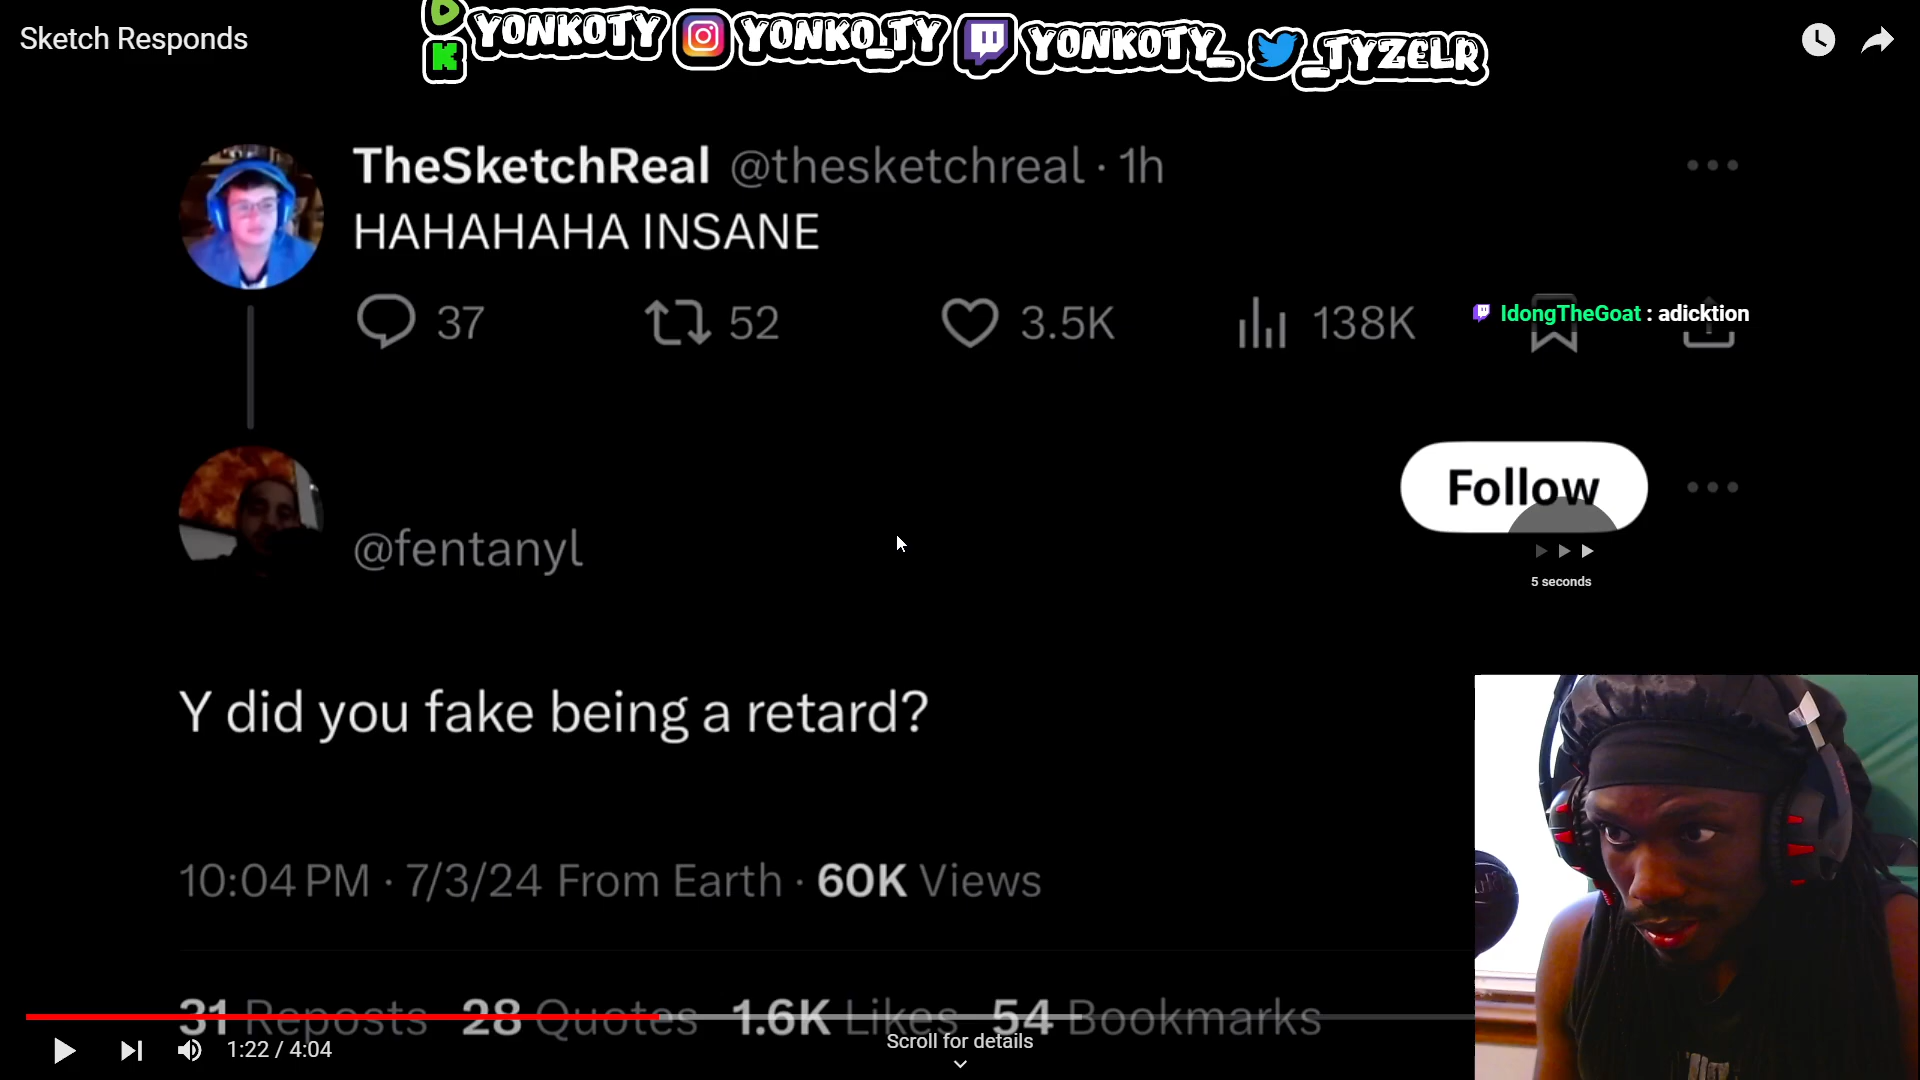 Sketch Responds
YONKOTY YONKO_TY YONKOTY_ _TYZELR
K
TheSketchReal @thesketchreal · 1h
HAHAHAHA INSANE
37 52 3.5K 138K
IdongTheGoat : adicktion
Follow
@fentanyl
5 seconds
Y did you fake being a retard?
10:04 PM · 7/3/24 From Earth · 60K Views
31 Reposts 28 Quotes 1.6K Likes 54 Bookmarks
Scroll for details
1:22 / 4:04